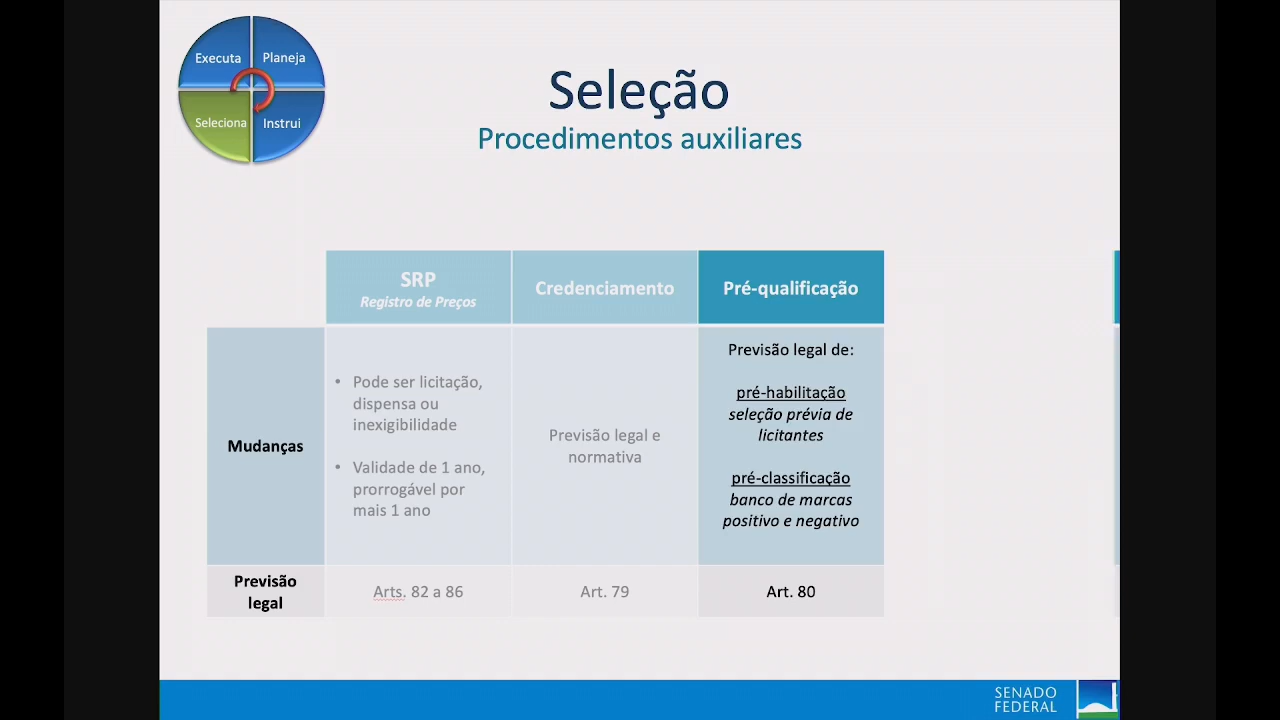 Executa
Planeja
Seleciona
Instrui
Seleção
Procedimentos auxiliares
SRP
Registro de Preços
Credenciamento
Pré-qualificação
Mudanças
• Pode ser licitação,
dispensa ou
inexigibilidade
• Validade de 1 ano,
prorrogável por
mais 1 ano
Previsão legal e
normativa
Previsão legal de:
pré-habilitação
seleção prévia de
licitantes
pré-classificação
banco de marcas
positivo e negativo
Previsão
legal
Arts. 82 a 86
Art. 79
Art. 80
SENADO
FEDERAL